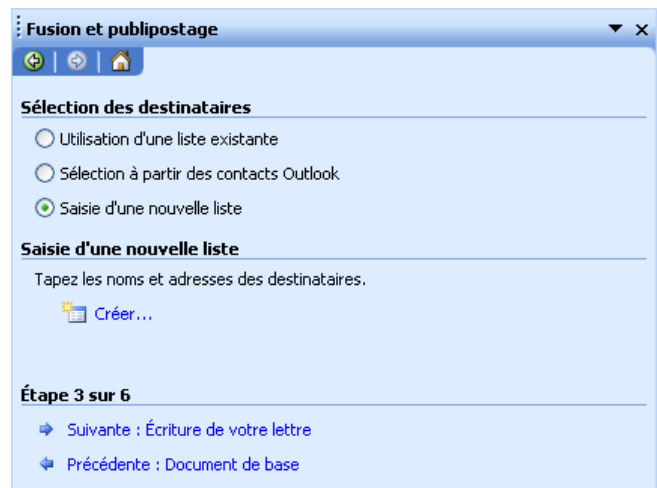 Fusion et publipostage
Sélection des destinataires
Utilisation d'une liste existante
Sélection à partir des contacts Outlook
Saisie d'une nouvelle liste
Saisie d'une nouvelle liste
Tapez les noms et adresses des destinataires.
Créer...
Étape 3 sur 6
Suivante : Écriture de votre lettre
Précédente : Document de base